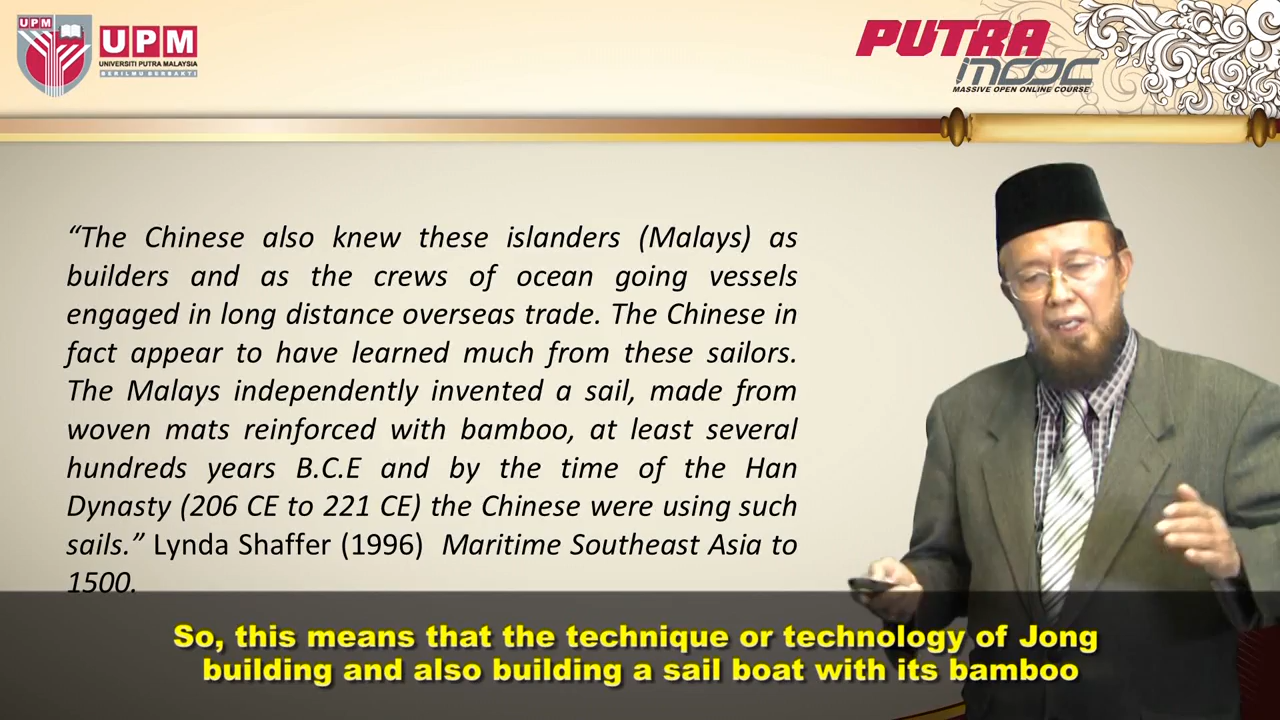 UPM
UPM
UNIVERSITI PUTRA MALAYSIA
BERILMU BERBAKTI
PUTRA
mooc
MASSIVE OPEN ONLINE COURSE
“The Chinese also knew these islanders (Malays) as
builders and as the crews of ocean going vessels
engaged in long distance overseas trade. The Chinese in
fact appear to have learned much from these sailors.
The Malays independently invented a sail, made from
woven mats reinforced with bamboo, at least several
hundreds years B.C.E and by the time of the Han
Dynasty (206 CE to 221 CE) the Chinese were using such
sails.” Lynda Shaffer (1996) Maritime Southeast Asia to
1500.
So, this means that the technique or technology of Jong
building and also building a sail boat with its bamboo